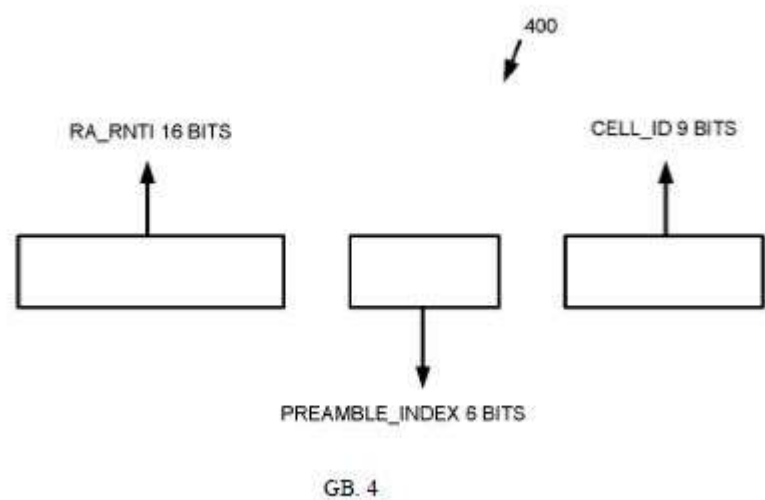 400
RA_RNTI 16 BITS
CELL_ID 9 BITS
PREAMBLE_INDEX 6 BITS
GB. 4